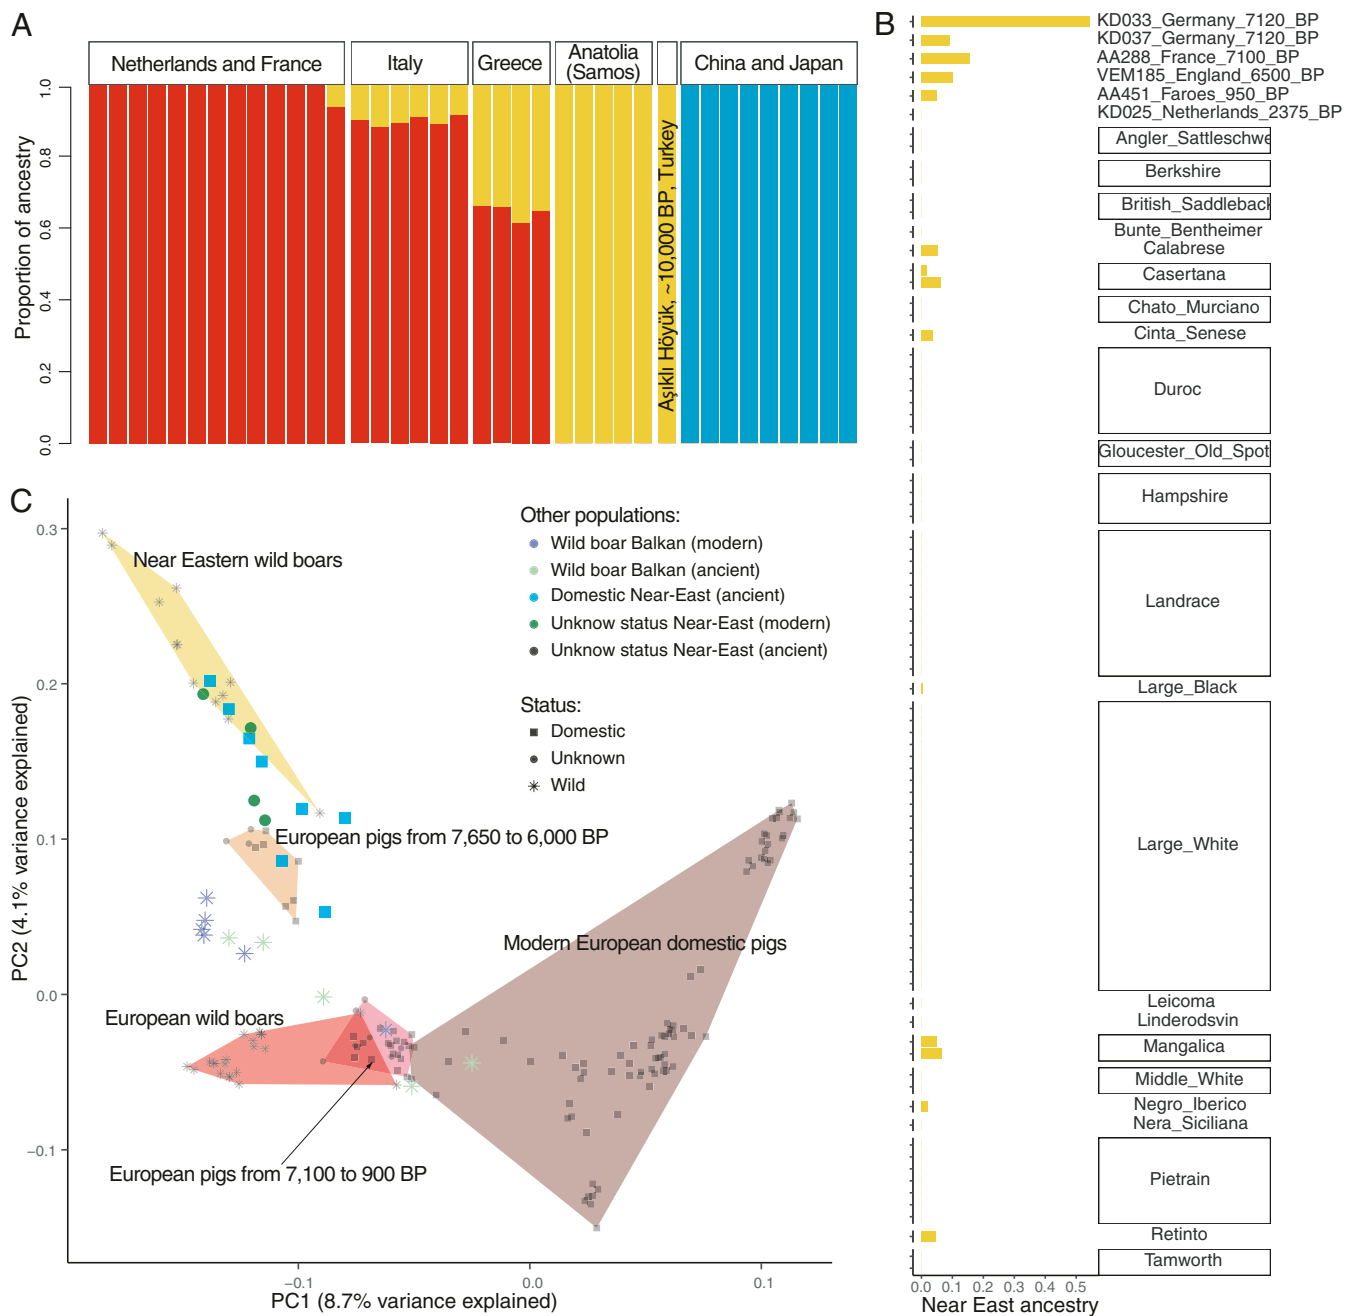 A
Netherlands and France
Italy
Greece
Anatolia
(Samos)
China and Japan
Proportion of ancestry
1.0
0.8
0.6
0.4
0.2
0.0
Aşıklı Höyük, ~10,000 BP, Turkey
B
KD033_Germany_7120_BP
KD037_Germany_7120_BP
AA288_France_7100_BP
VEM185_England_6500_BP
AA451_Faroes_950_BP
KD025_Netherlands_2375_BP
Angler_Sattleschwe
Berkshire
British_Saddleback
Bunte_Bentheimer
Calabrese
Casertana
Chato_Murciano
Cinta_Senese
Duroc
Gloucester_Old_Spot
Hampshire
Landrace
Large_Black
Large_White
Leicoma
Linderodsvin
Mangalica
Middle_White
Negro_Iberico
Nera_Siciliana
Pietrain
Retinto
Tamworth
0.0 0.1 0.2 0.3 0.4 0.5
Near East ancestry
C
PC2 (4.1% variance explained)
0.3
0.2
0.1
0.0
−0.1
Near Eastern wild boars
Other populations:
Wild boar Balkan (modern)
Wild boar Balkan (ancient)
Domestic Near-East (ancient)
Unknow status Near-East (modern)
Unknow status Near-East (ancient)
Status:
Domestic
Unknown
Wild
European pigs from 7,650 to 6,000 BP
Modern European domestic pigs
European wild boars
European pigs from 7,100 to 900 BP
−0.1 0.0 0.1
PC1 (8.7% variance explained)